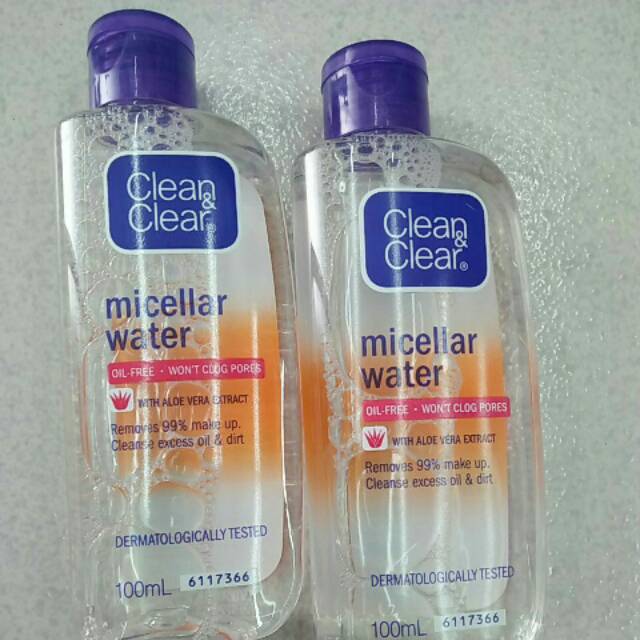 Clean
&
Clear®
micellar
water
OIL-FREE • WON'T CLOG PORES
WITH ALOE VERA EXTRACT
Removes 99% make up.
Cleanse excess oil & dirt
DERMATOLOGICALLY TESTED
100mL 6117366
Clean
&
Clear®
micellar
water
OIL-FREE • WON'T CLOG PORES
WITH ALOE VERA EXTRACT
Removes 99% make up.
Cleanse excess oil & dirt
DERMATOLOGICALLY TESTED
100mL 6117366